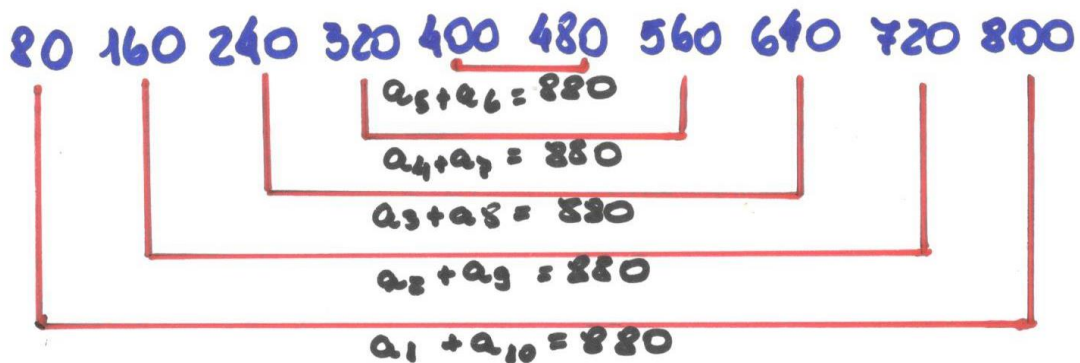 80 160 240 320 400 480 560 640 720 800
a₅+a₆=880
a₄+a₇=880
a₃+a₈=880
a₂+a₉=880
a₁+a₁₀=880